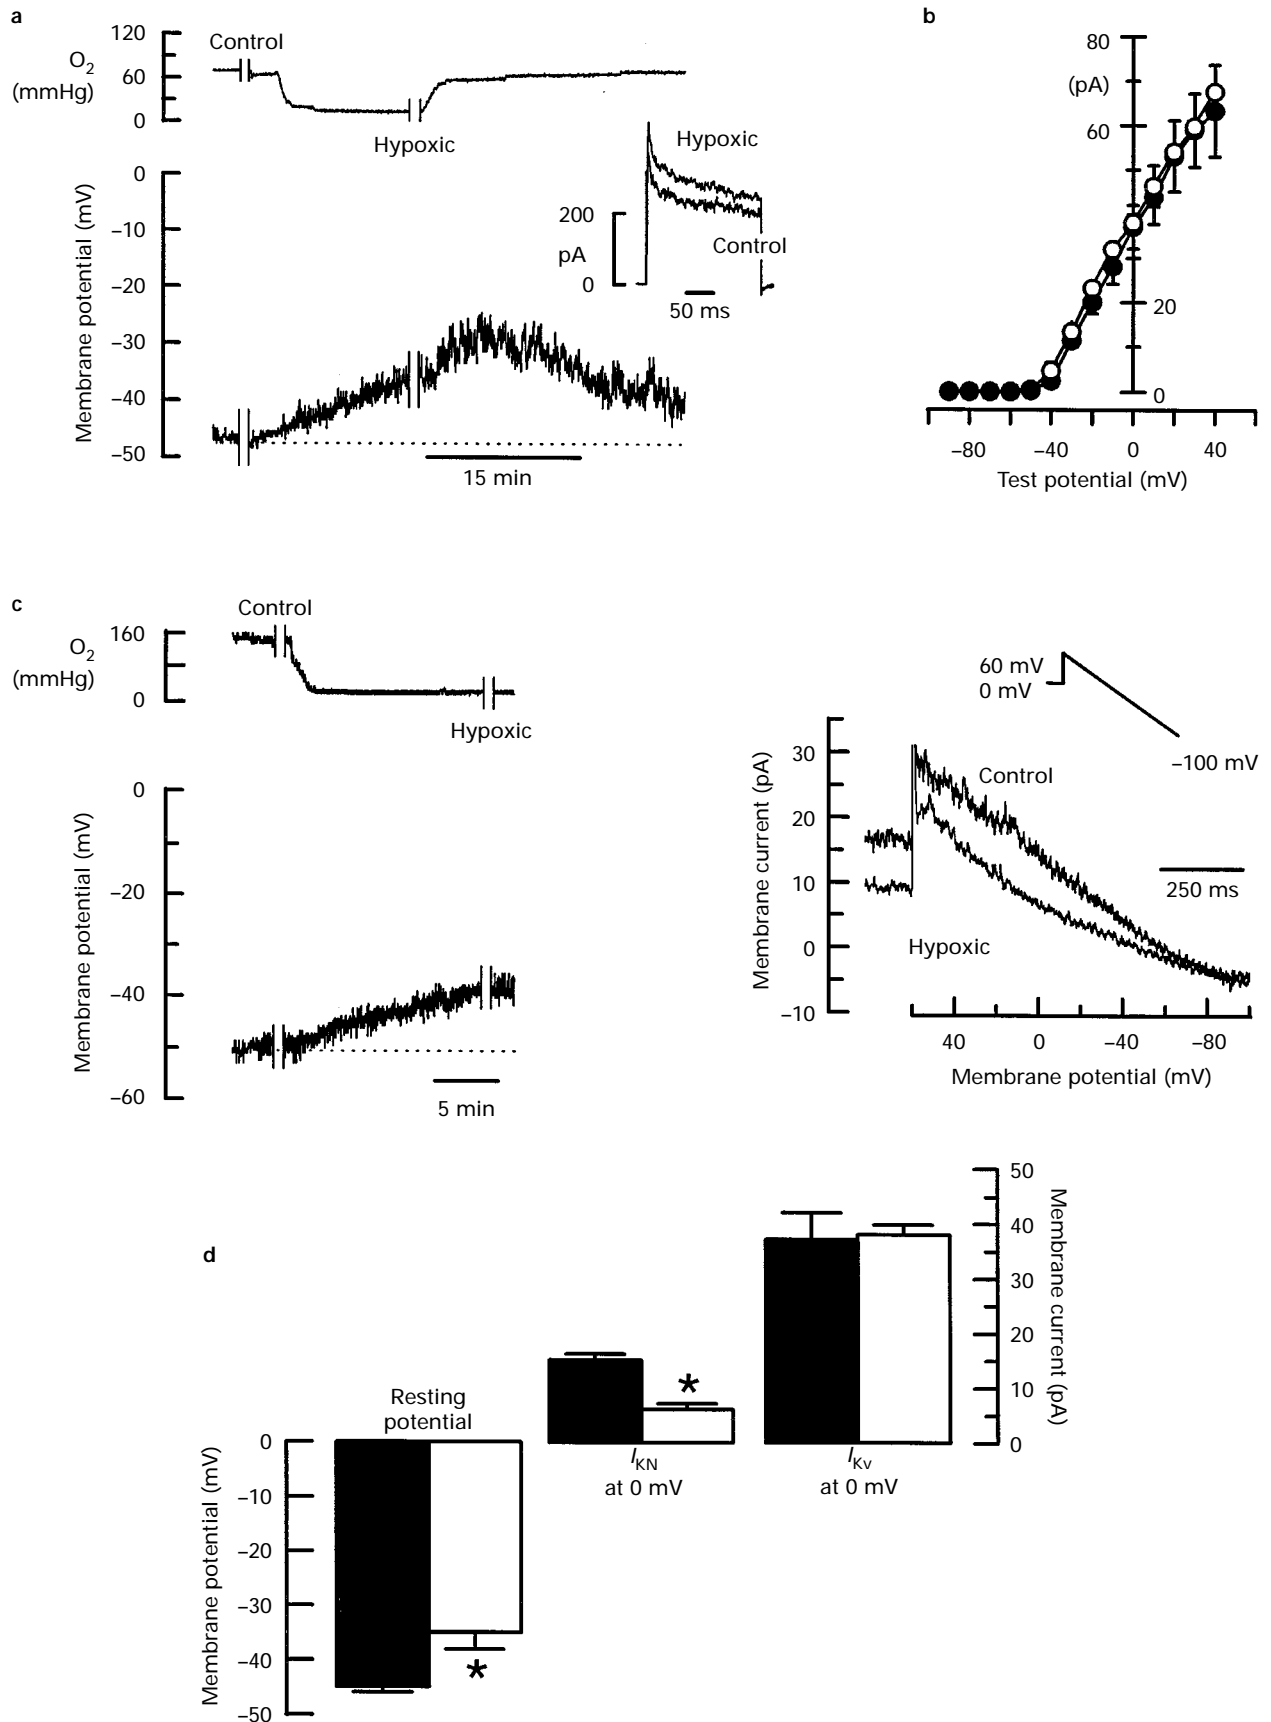 a
120
60
0
O2
(mmHg)
Control
Hypoxic
0
−10
−20
−30
−40
−50
Membrane potential (mV)
15 min
Hypoxic
200
pA
0
Control
50 ms
b
80
(pA)
60
20
0
−80
−40
0
40
Test potential (mV)
c
Control
160
O2
(mmHg)
0
Hypoxic
0
−20
−40
−60
Membrane potential (mV)
5 min
60 mV
0 mV
−100 mV
30
20
10
0
−10
Membrane current (pA)
Control
Hypoxic
250 ms
40
0
−40
−80
Membrane potential (mV)
d
Resting
potential
0
−10
−20
−30
−40
−50
Membrane potential (mV)
*
*
IKN
at 0 mV
IKv
at 0 mV
50
40
30
20
10
0
Membrane current (pA)